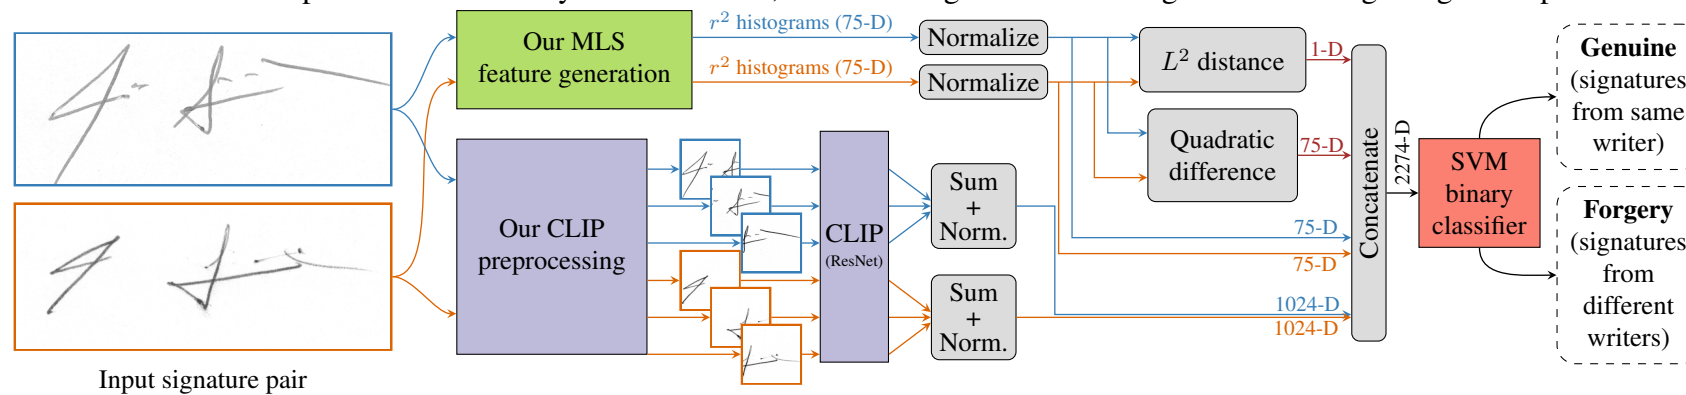 Input signature pair
Our MLS
feature generation
r² histograms (75-D)
r² histograms (75-D)
Normalize
Normalize
L² distance
1-D
Quadratic
difference
75-D
Our CLIP
preprocessing
CLIP
(ResNet)
Sum
+
Norm.
Sum
+
Norm.
75-D
75-D
1024-D
1024-D
Concatenate
2274-D
SVM
binary
classifier
Genuine
(signatures
from same
writer)
Forgery
(signatures
from
different
writers)